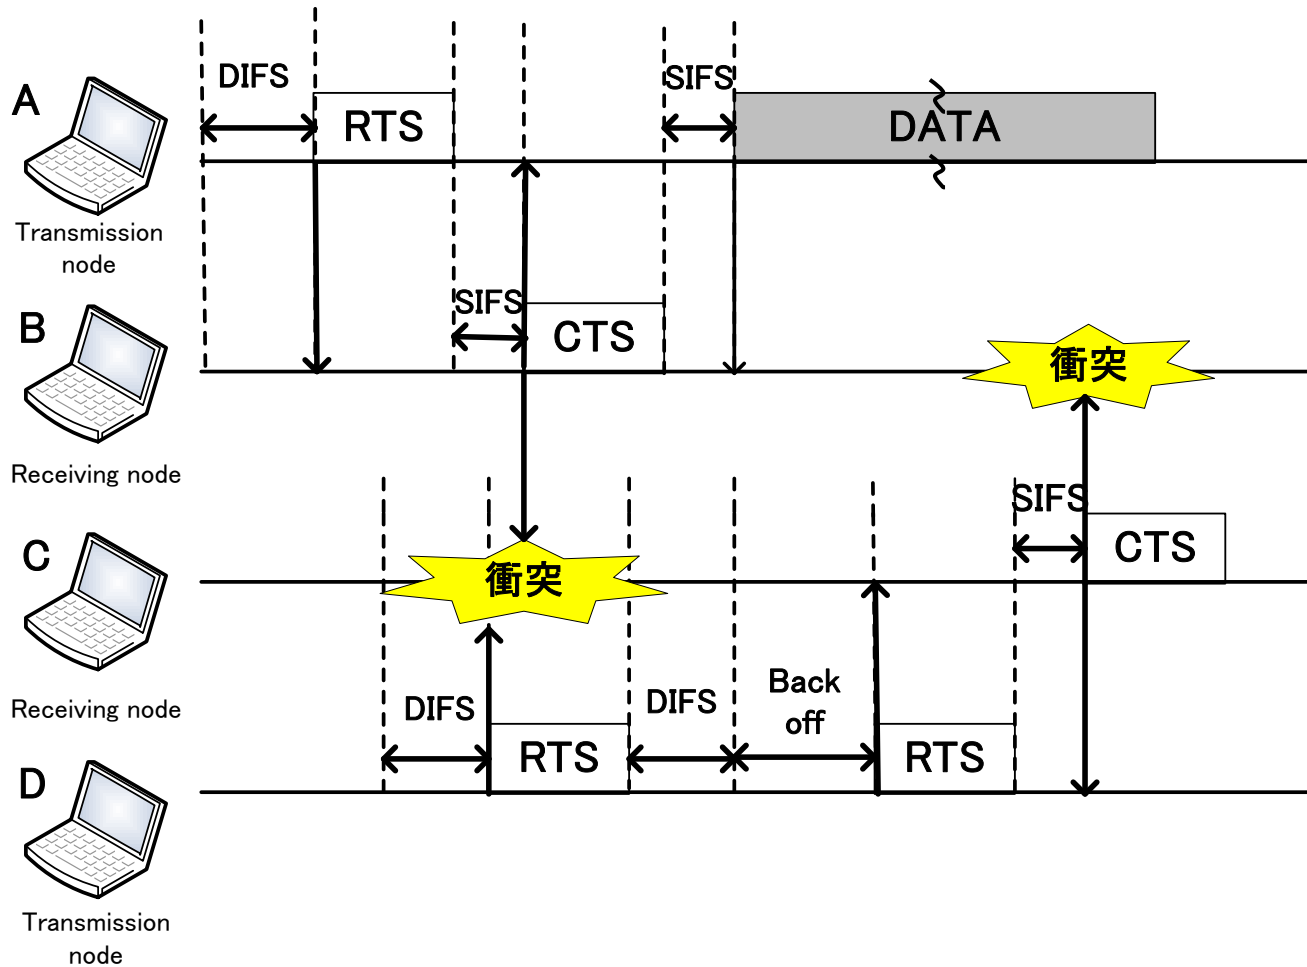 DIFS
SIFS
A
RTS
DATA
Transmission
node
SIFS
B
CTS
衝突
Receiving node
SIFS
C
CTS
衝突
Receiving node
DIFS
DIFS
Back
off
D
RTS
RTS
Transmission
node